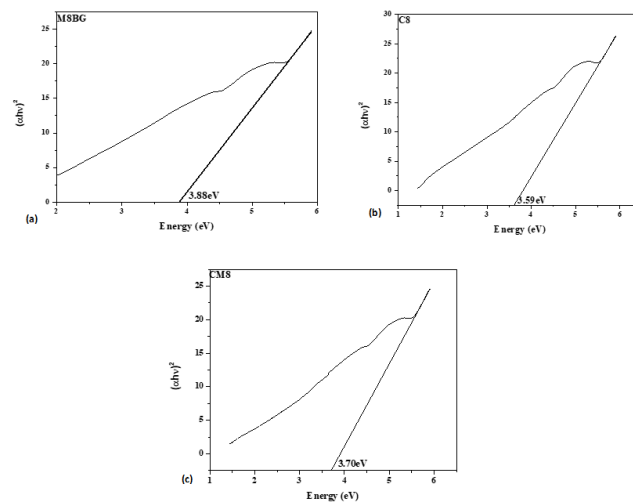 M8BG
(αhν)²
25
20
15
10
5
0
3.88eV
2 3 4 5 6
Energy (eV)
(a)
C8
(αhν)²
30
25
20
15
10
5
0
3.59eV
1 2 3 4 5 6
Energy (eV)
(b)
CM8
(αhν)²
25
20
15
10
5
0
3.70eV
1 2 3 4 5 6
Energy (eV)
(c)